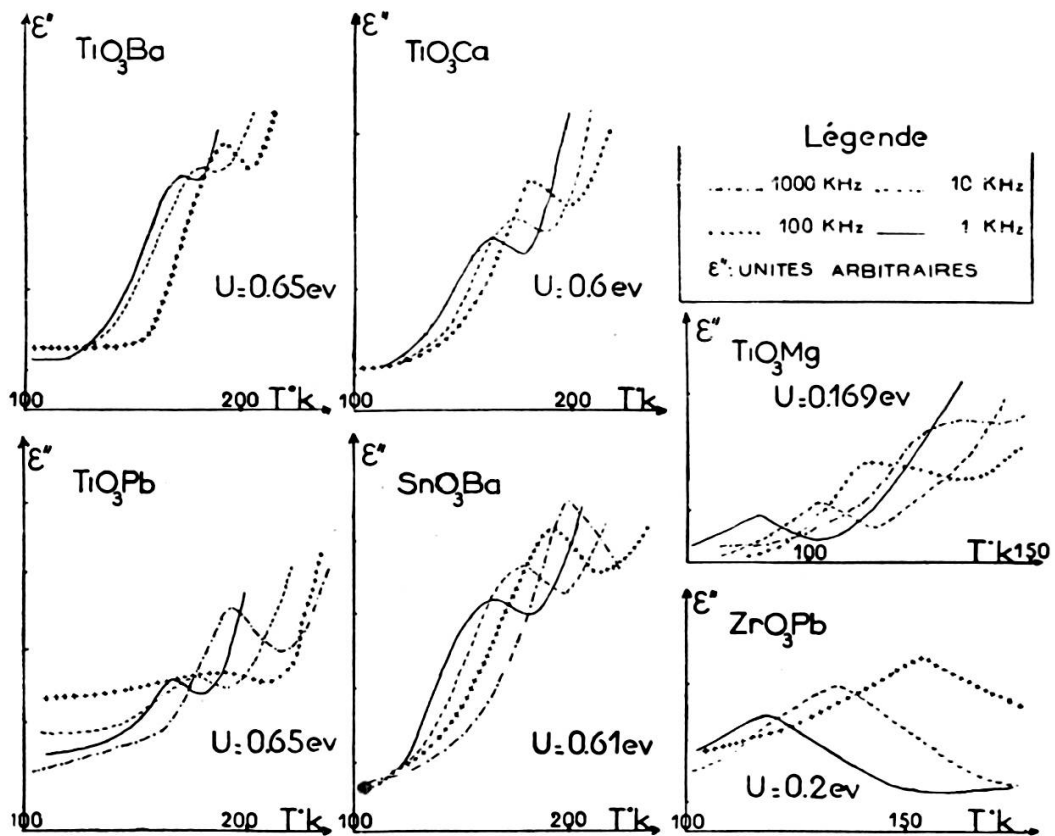 ε" TiO₃Ba
U=0.65ev
100 200 T°k
ε" TiO₃Ca
U=0.6ev
100 200 T°k
Légende
1000 KHz 10 KHz
100 KHz 1 KHz
ε": UNITES ARBITRAIRES
ε" TiO₃Mg
U=0.169ev
100 T°k 150
ε" TiO₃Pb
U=0.65ev
100 200 T°k
ε" SnO₃Ba
U=0.61ev
100 200 T°k
ε" ZrO₃Pb
U=0.2ev
100 150 T°k